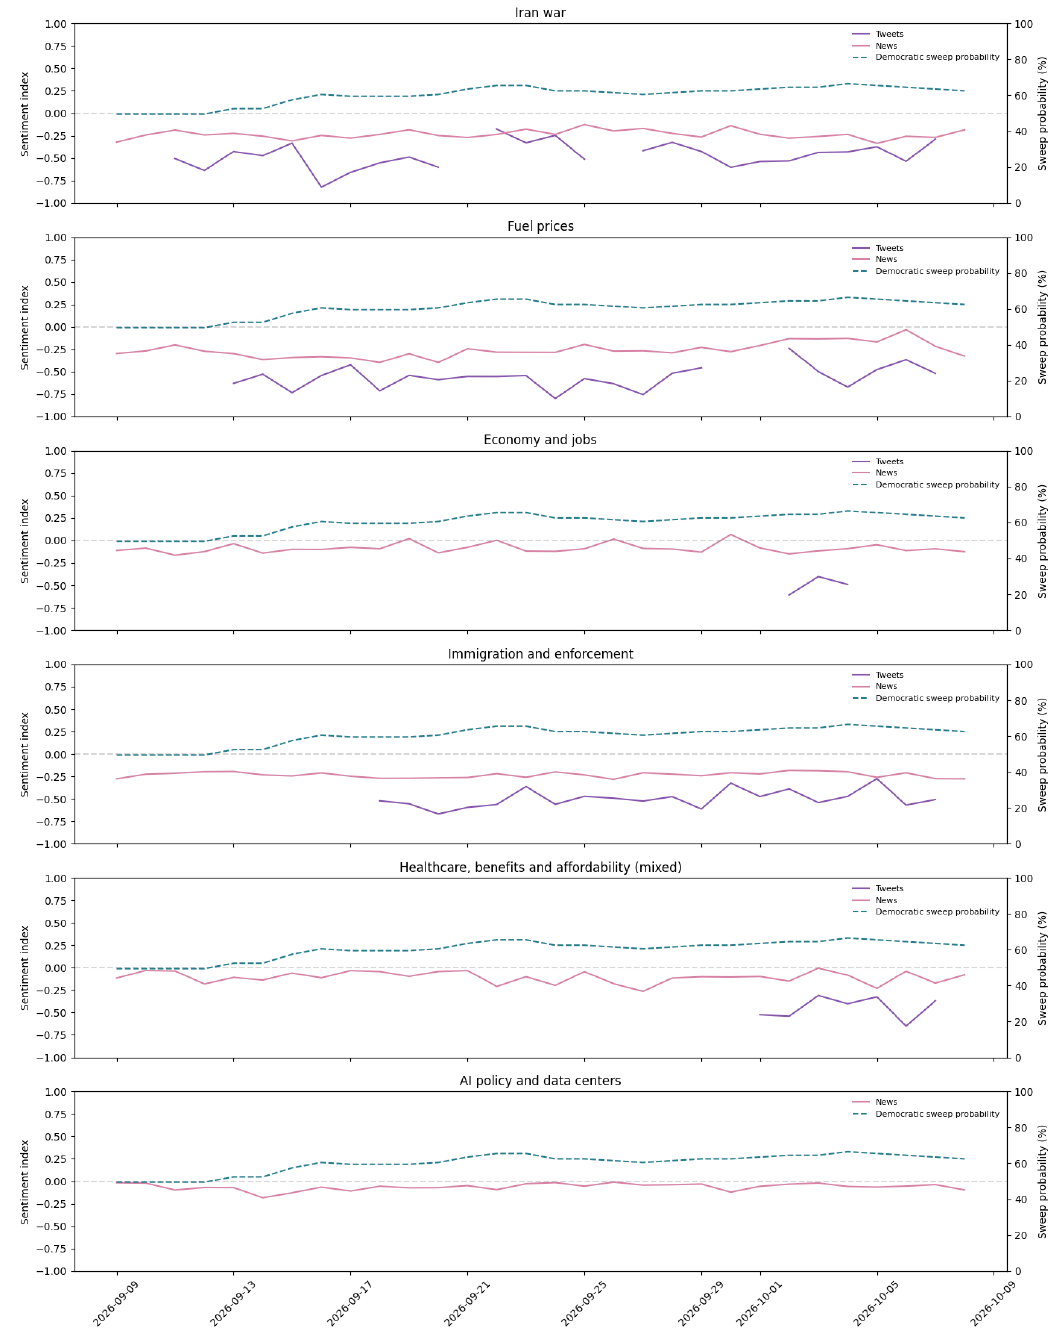 Iran war
1.00
0.75
0.50
0.25
0.00
−0.25
−0.50
−0.75
−1.00
Sentiment index
Tweets
News
Democratic sweep probability
100
80
60
40
20
0
Sweep probability (%)
Fuel prices
1.00
0.75
0.50
0.25
0.00
−0.25
−0.50
−0.75
−1.00
Sentiment index
Tweets
News
Democratic sweep probability
100
80
60
40
20
0
Sweep probability (%)
Economy and jobs
1.00
0.75
0.50
0.25
0.00
−0.25
−0.50
−0.75
−1.00
Sentiment index
Tweets
News
Democratic sweep probability
100
80
60
40
20
0
Sweep probability (%)
Immigration and enforcement
1.00
0.75
0.50
0.25
0.00
−0.25
−0.50
−0.75
−1.00
Sentiment index
Tweets
News
Democratic sweep probability
100
80
60
40
20
0
Sweep probability (%)
Healthcare, benefits and affordability (mixed)
1.00
0.75
0.50
0.25
0.00
−0.25
−0.50
−0.75
−1.00
Sentiment index
Tweets
News
Democratic sweep probability
100
80
60
40
20
0
Sweep probability (%)
AI policy and data centers
1.00
0.75
0.50
0.25
0.00
−0.25
−0.50
−0.75
−1.00
Sentiment index
News
Democratic sweep probability
100
80
60
40
20
0
Sweep probability (%)
2026-09-09
2026-09-13
2026-09-17
2026-09-21
2026-09-25
2026-09-29
2026-10-01
2026-10-05
2026-10-09